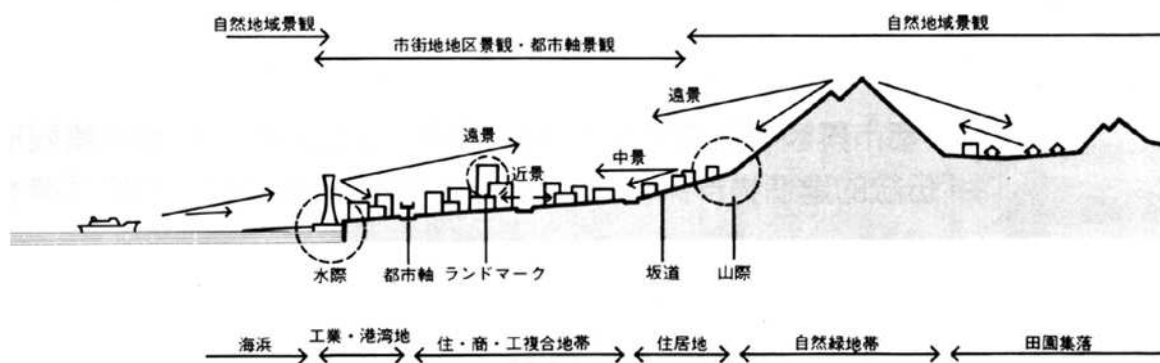 自然地域景観
市街地地区景観・都市軸景観
自然地域景観
遠景
遠景
近景
中景
水際
都市軸
ランドマーク
坂道
山際
海浜
工業・港湾地
住・商・工複合地帯
住居地
自然緑地帯
田園集落